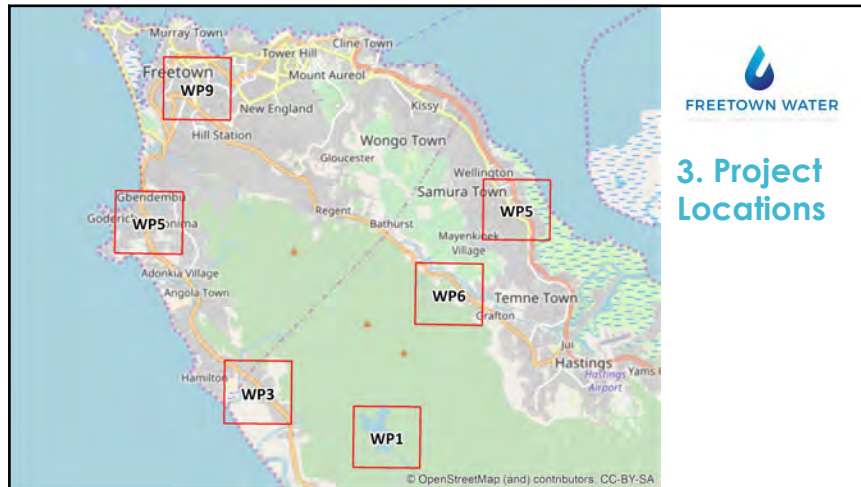 Murray Town
Cline Town
Tower Hill
Freetown
Mount Aureol
WP9
Kissy
New England
Hill Station
Wongo Town
Gloucester
Wellington
Samura Town
Gbendembu
WP5
Goderich
WP5
Regent
Bathurst
Mayenkinek
Village
Adonkia Village
Angola Town
WP6
Temne Town
Grafton
Jui
Hastings
Hamilton
Hastings
Airport
WP3
WP1
© OpenStreetMap (and) contributors, CC-BY-SA
FREETOWN WATER
3. Project
Locations